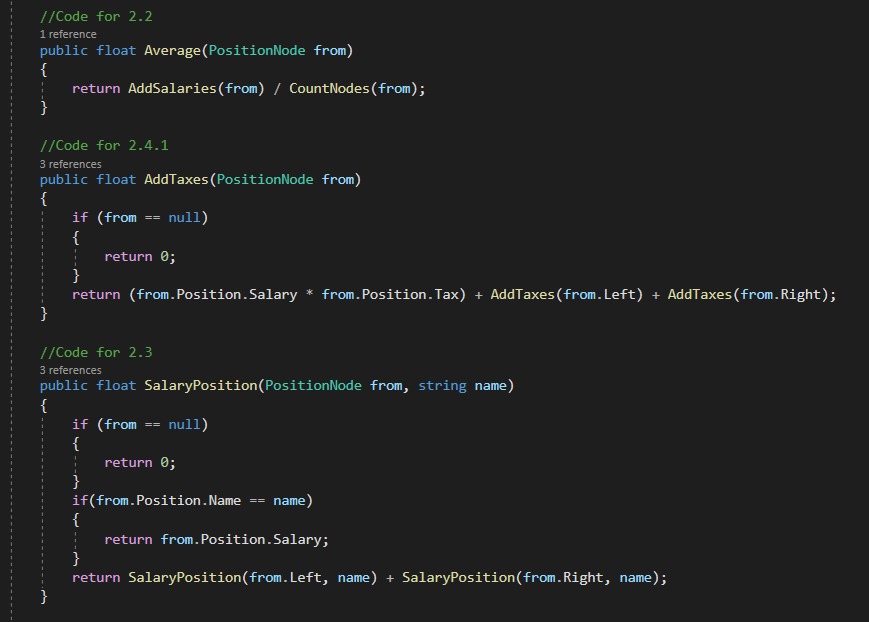 //Code for 2.2
1 reference
public float Average(PositionNode from)
{
    return AddSalaries(from) / CountNodes(from);
}
//Code for 2.4.1
3 references
public float AddTaxes(PositionNode from)
{
    if (from == null)
    {
        return 0;
    }
    return (from.Position.Salary * from.Position.Tax) + AddTaxes(from.Left) + AddTaxes(from.Right);
}
//Code for 2.3
3 references
public float SalaryPosition(PositionNode from, string name)
{
    if (from == null)
    {
        return 0;
    }
    if(from.Position.Name == name)
    {
        return from.Position.Salary;
    }
    return SalaryPosition(from.Left, name) + SalaryPosition(from.Right, name);
}